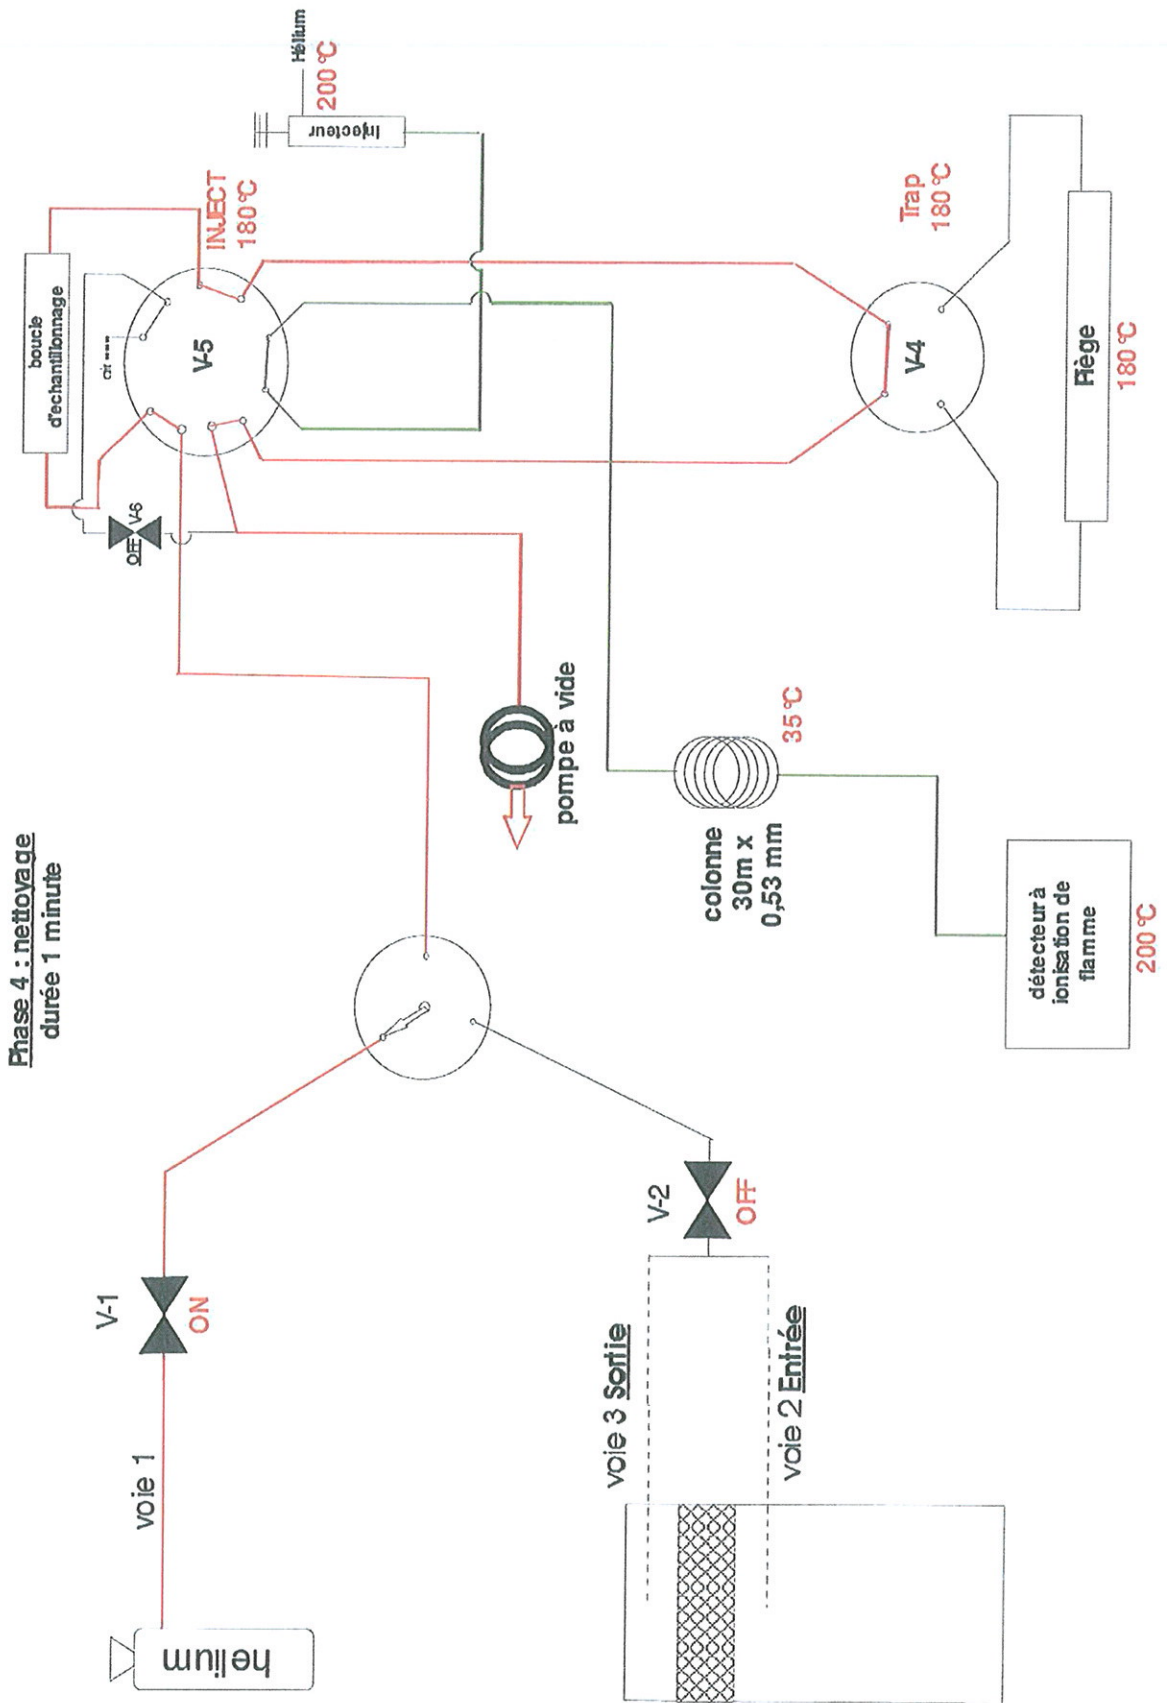 Phase 4 : nettoyage
durée 1 minute
helium
voie 1
V-1
ON
voie 3 Sortie
voie 2 Entrée
V-2
OFF
pompe à vide
colonne
30m x
0,53 mm
35°C
détecteur à
ionisation de
flamme
200°C
boucle
d'echantillonnage
OFF
V-6
V-5
INJECT
180°C
Injecteur
Hélium
200°C
V-4
Trap
180°C
Piège
180°C